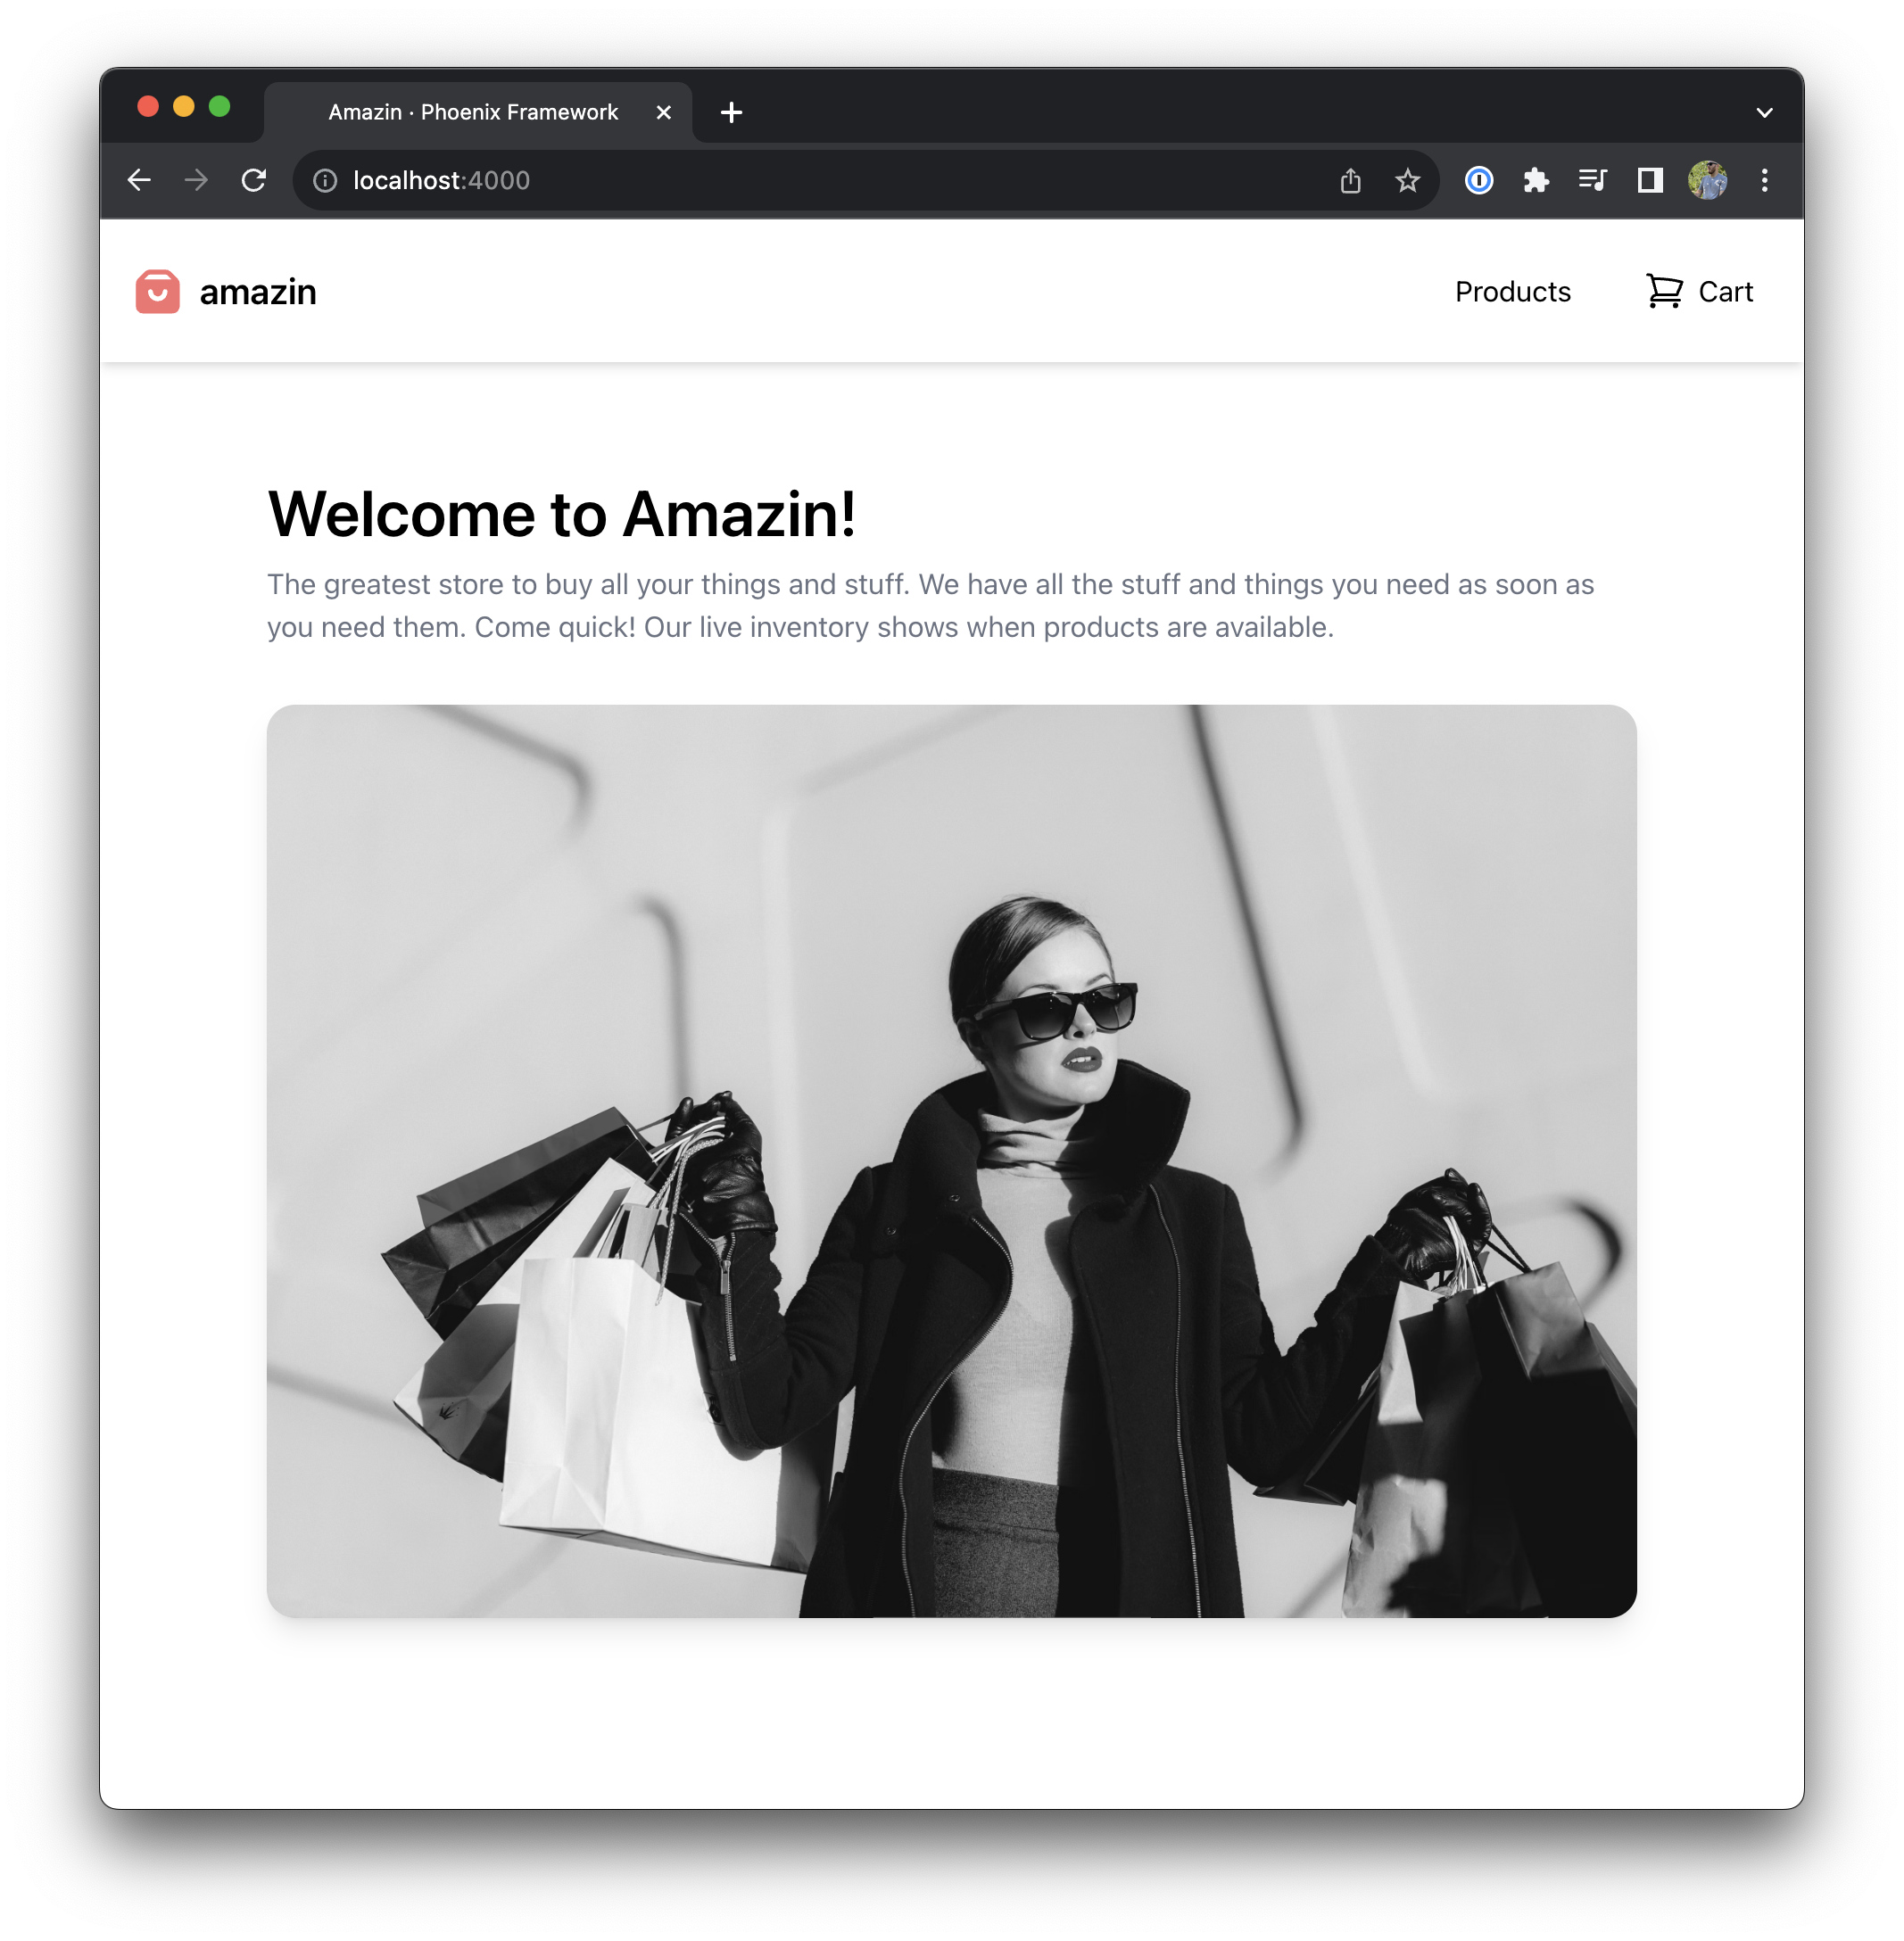 Amazin · Phoenix Framework
localhost:4000
amazin
Products
Cart
Welcome to Amazin!
The greatest store to buy all your things and stuff. We have all the stuff and things you need as soon as
you need them. Come quick! Our live inventory shows when products are available.